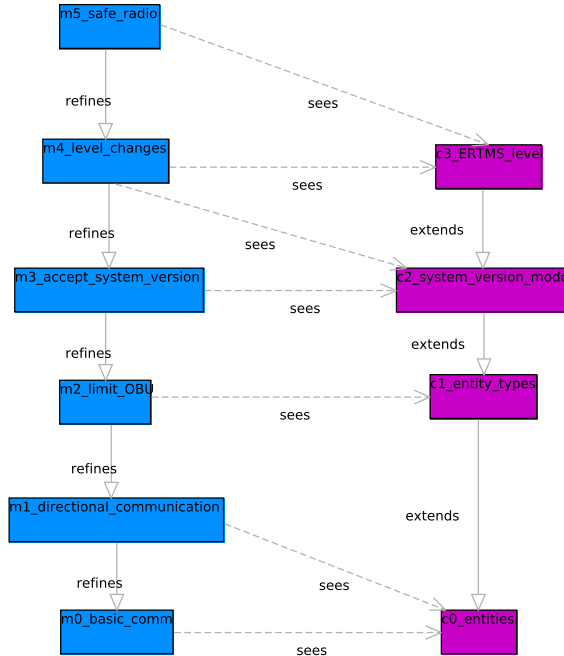 m5_safe_radio
refines
sees
m4_level_changes
c3_ERTMS_level
sees
refines
sees
extends
m3_accept_system_version
c2_system_version_mode
sees
refines
extends
m2_limit_OBU
c1_entity_types
sees
refines
extends
m1_directional_communication
refines
sees
m0_basic_comm
c0_entities
sees